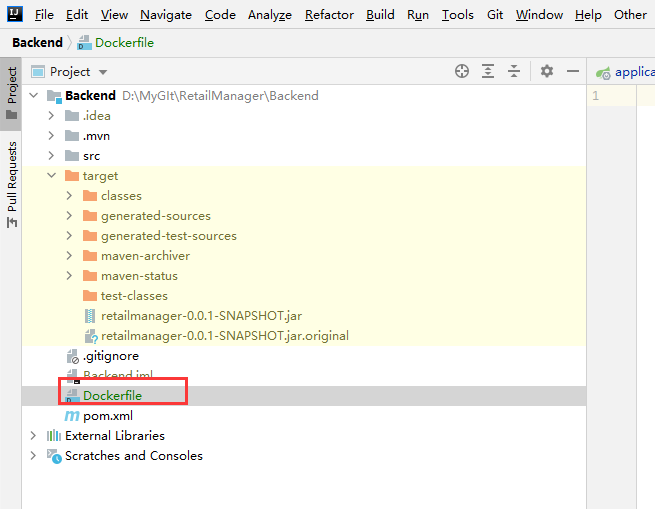 IJ File Edit View Navigate Code Analyze Refactor Build Run Tools Git Window Help Other
Backend Dockerfile
Project
Project applica
1
Backend D:\MyGIt\RetailManager\Backend
.idea
.mvn
src
target
classes
generated-sources
generated-test-sources
maven-archiver
maven-status
test-classes
retailmanager-0.0.1-SNAPSHOT.jar
retailmanager-0.0.1-SNAPSHOT.jar.original
.gitignore
Backend.iml
Dockerfile
m pom.xml
External Libraries
Scratches and Consoles
Pull Requests